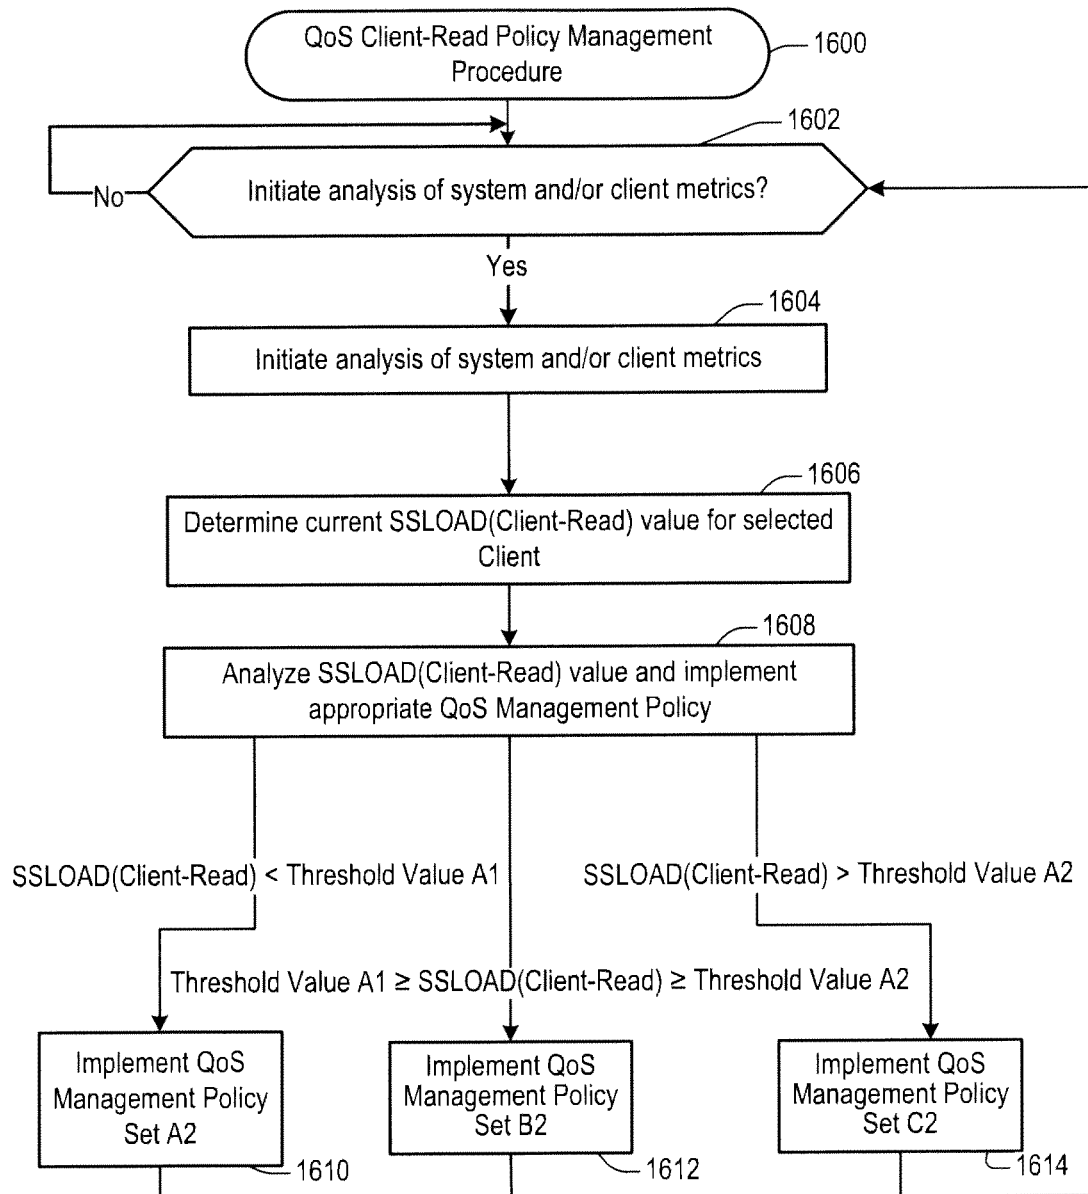 QoS Client-Read Policy Management
Procedure
1600
1602
Initiate analysis of system and/or client metrics?
No
Yes
1604
Initiate analysis of system and/or client metrics
1606
Determine current SSLOAD(Client-Read) value for selected
Client
1608
Analyze SSLOAD(Client-Read) value and implement
appropriate QoS Management Policy
SSLOAD(Client-Read) < Threshold Value A1
SSLOAD(Client-Read) > Threshold Value A2
Threshold Value A1 ≥ SSLOAD(Client-Read) ≥ Threshold Value A2
Implement QoS
Management Policy
Set A2
1610
Implement QoS
Management Policy
Set B2
1612
Implement QoS
Management Policy
Set C2
1614